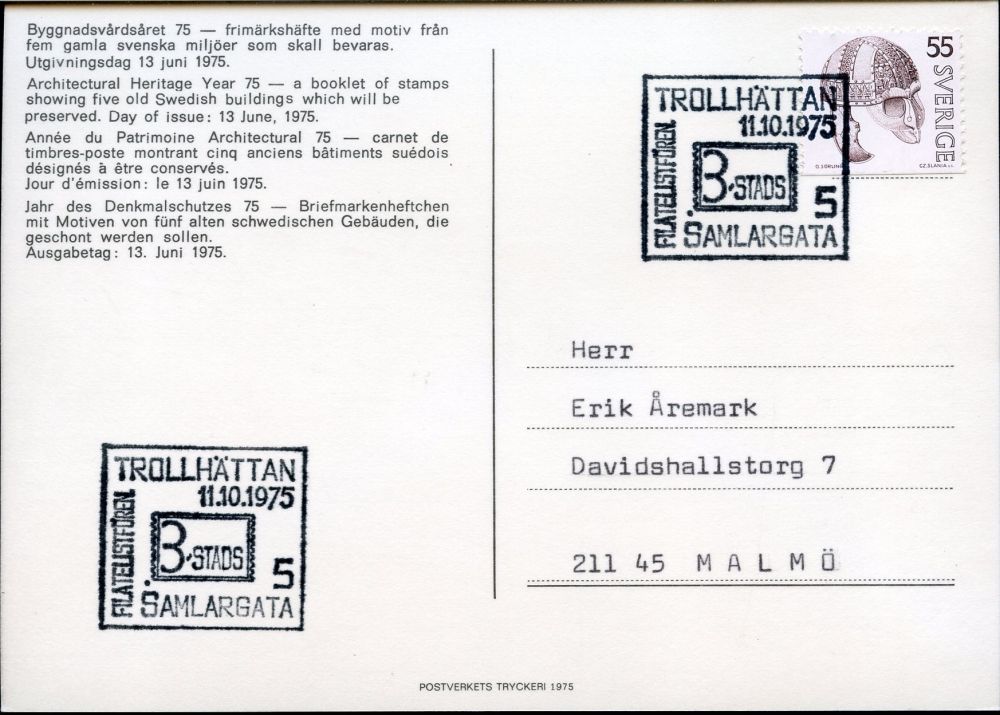 Byggnadsvårdsåret 75 — frimärkshäfte med motiv från
fem gamla svenska miljöer som skall bevaras.
Utgivningsdag 13 juni 1975.
Architectural Heritage Year 75 — a booklet of stamps
showing five old Swedish buildings which will be
preserved. Day of issue: 13 June, 1975.
Année du Patrimoine Architectural 75 — carnet de
timbres-poste montrant cinq anciens bâtiments suédois
désignés à être conservés.
Jour d'émission: le 13 juin 1975.
Jahr des Denkmalschutzes 75 — Briefmarkenheftchen
mit Motiven von fünf alten schwedischen Gebäuden, die
geschont werden sollen.
Ausgabetag: 13. Juni 1975.
TROLLHÄTTAN
11.10.1975
FILATELISTFÖREN.
3-STADS
5
SAMLARGATA
55
SVERIGE
CZ.SLANIA sc.
TROLLHÄTTAN
11.10.1975
FILATELISTFÖREN.
3-STADS
5
SAMLARGATA
Herr
Erik Åremark
Davidshallstorg 7
211 45 MALMÖ
POSTVERKETS TRYCKERI 1975